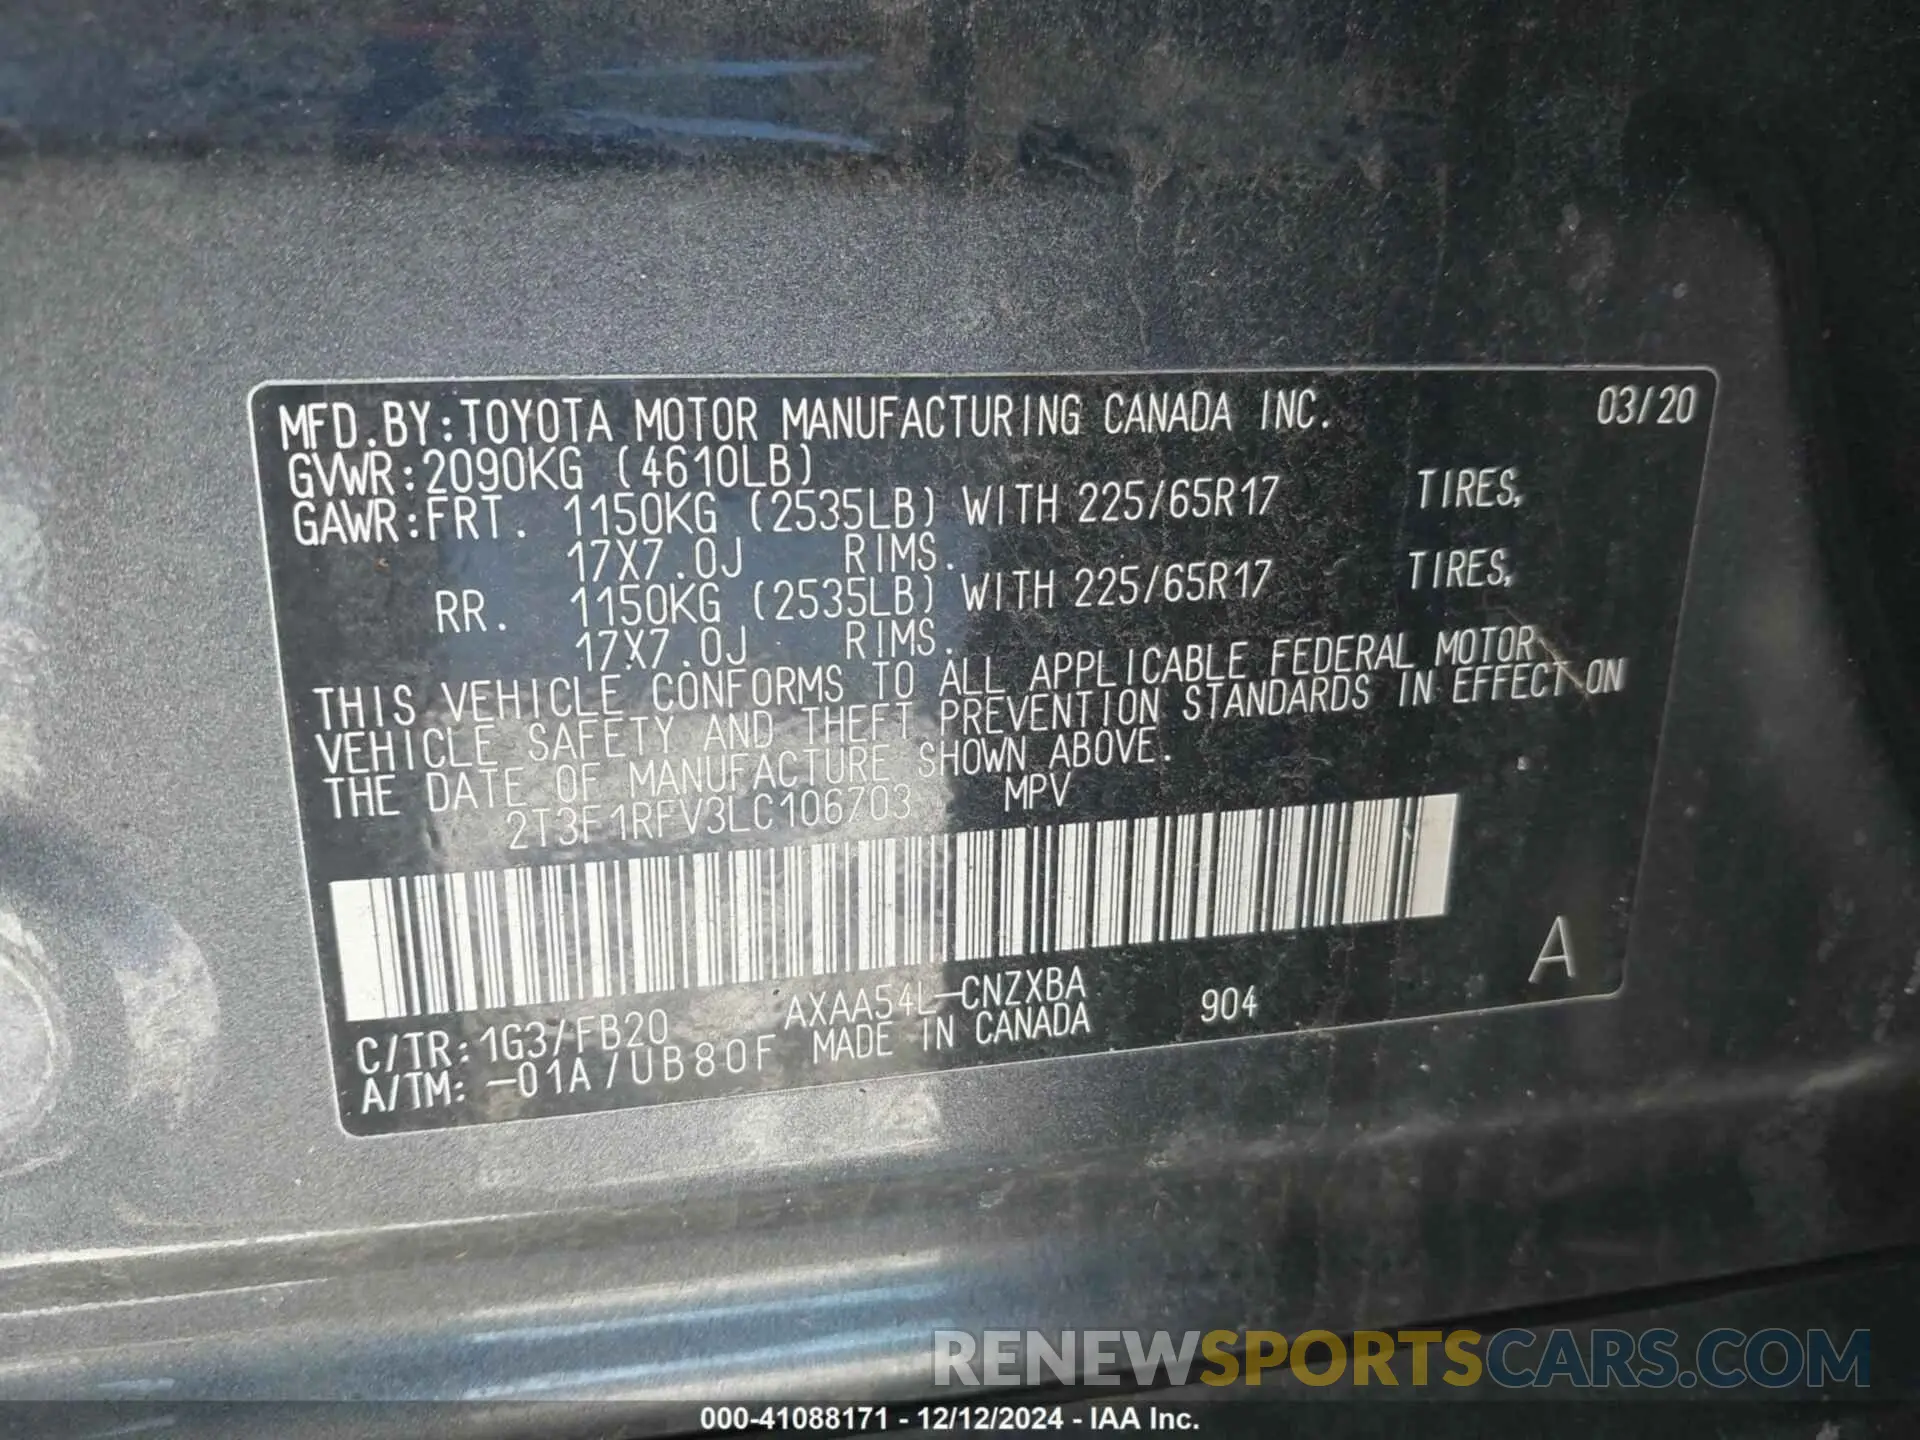 MFD.BY:TOYOTA MOTOR MANUFACTURING CANADA INC. 03/20
GVWR:2090KG (4610LB)
GAWR:FRT. 1150KG (2535LB) WITH 225/65R17 TIRES,
17X7.0J RIMS.
RR. 1150KG (2535LB) WITH 225/65R17 TIRES,
17X7.0J RIMS.
THIS VEHICLE CONFORMS TO ALL APPLICABLE FEDERAL MOTOR
VEHICLE SAFETY AND THEFT PREVENTION STANDARDS IN EFFECT ON
THE DATE OF MANUFACTURE SHOWN ABOVE.
2T3F1RFV3LC106703 MPV
A
AXAA54L-CNZXBA 904
C/TR:1G3/FB20 MADE IN CANADA
A/TM: -01A/UB80F
RENEWSPORTSCARS.COM
000-41088171 - 12/12/2024 - IAA Inc.